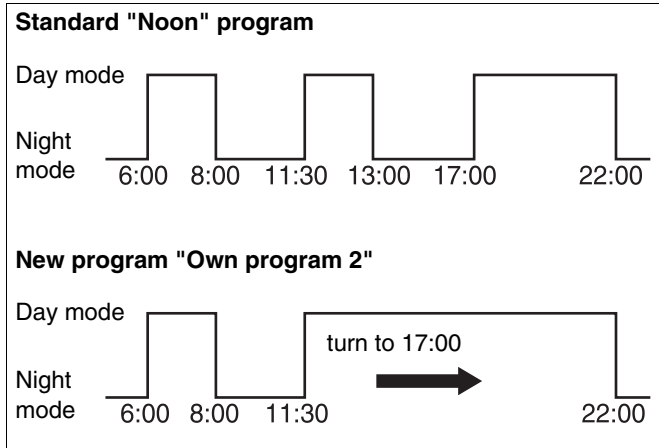 Standard "Noon" program
Day mode
Night
mode
6:00 8:00 11:30 13:00 17:00 22:00
New program "Own program 2"
Day mode
turn to 17:00
Night
mode
6:00 8:00 11:30 22:00